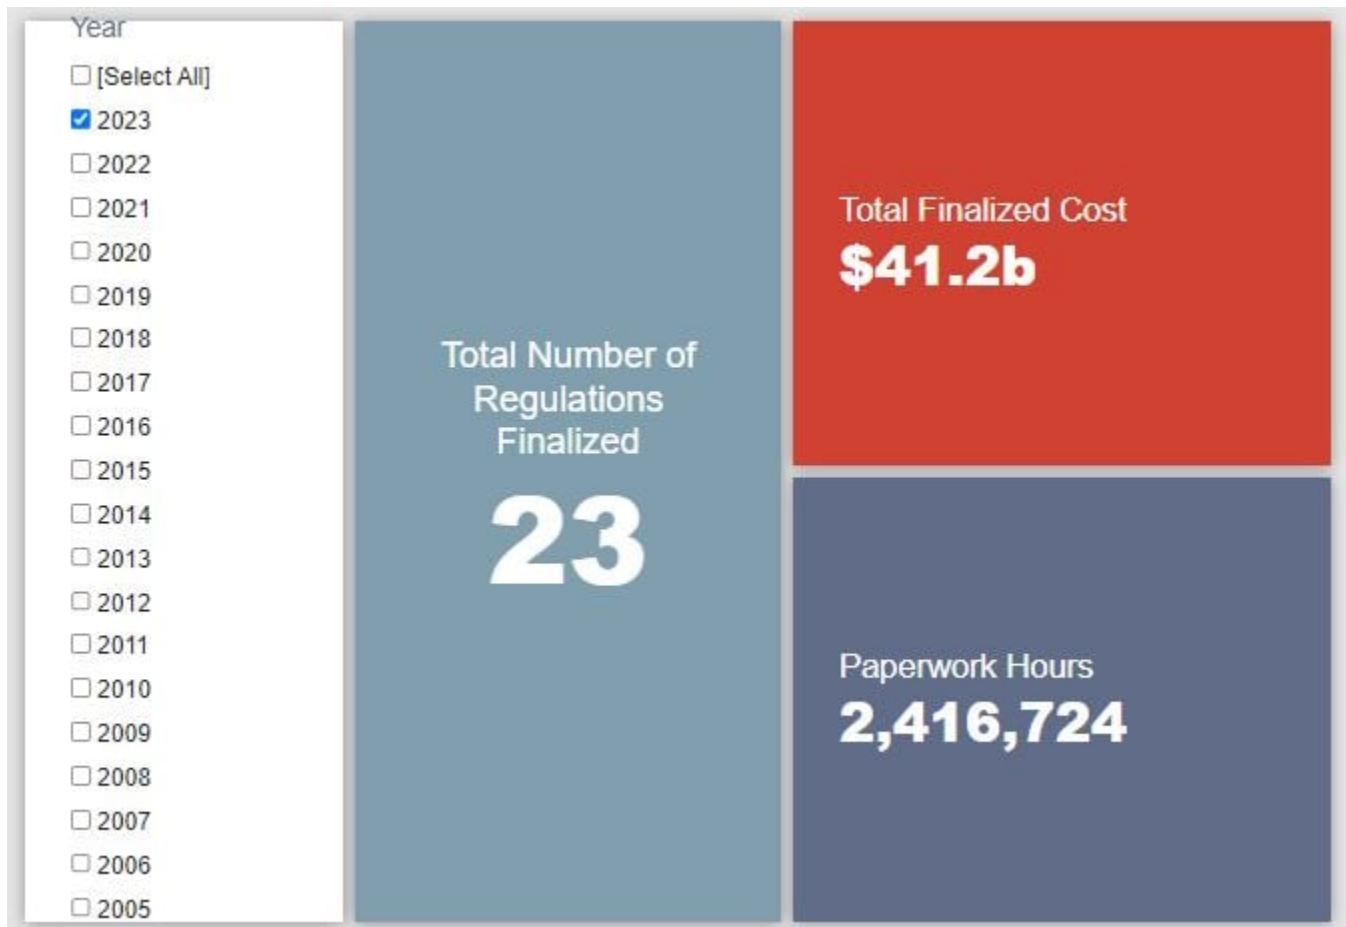 Year
[Select All]
2023
2022
2021
2020
2019
2018
2017
2016
2015
2014
2013
2012
2011
2010
2009
2008
2007
2006
2005
Total Number of
Regulations
Finalized
23
Total Finalized Cost
$41.2b
Paperwork Hours
2,416,724